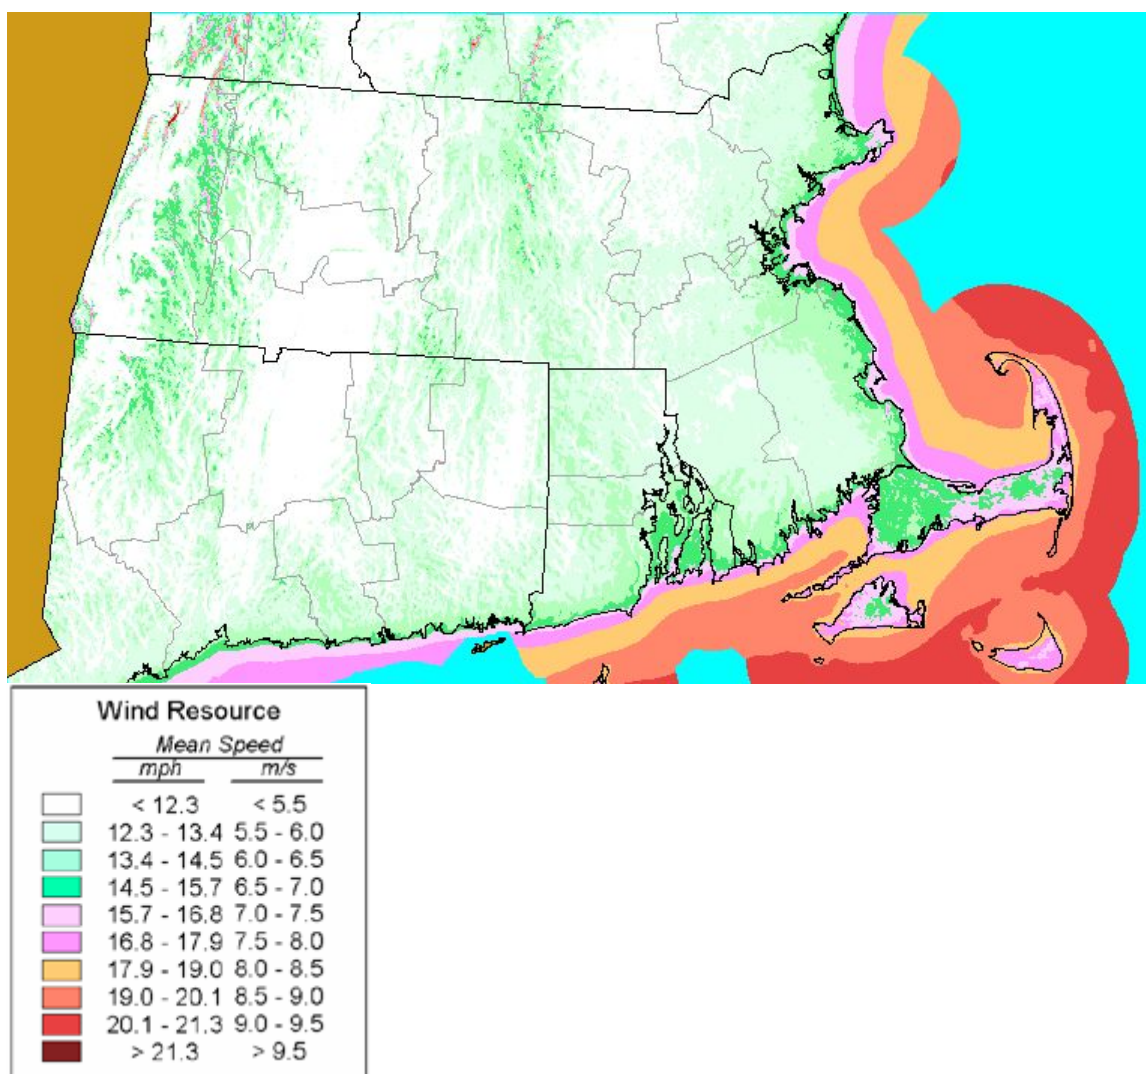 Wind Resource
Mean Speed
mph m/s
< 12.3 < 5.5
12.3 - 13.4 5.5 - 6.0
13.4 - 14.5 6.0 - 6.5
14.5 - 15.7 6.5 - 7.0
15.7 - 16.8 7.0 - 7.5
16.8 - 17.9 7.5 - 8.0
17.9 - 19.0 8.0 - 8.5
19.0 - 20.1 8.5 - 9.0
20.1 - 21.3 9.0 - 9.5
> 21.3 > 9.5